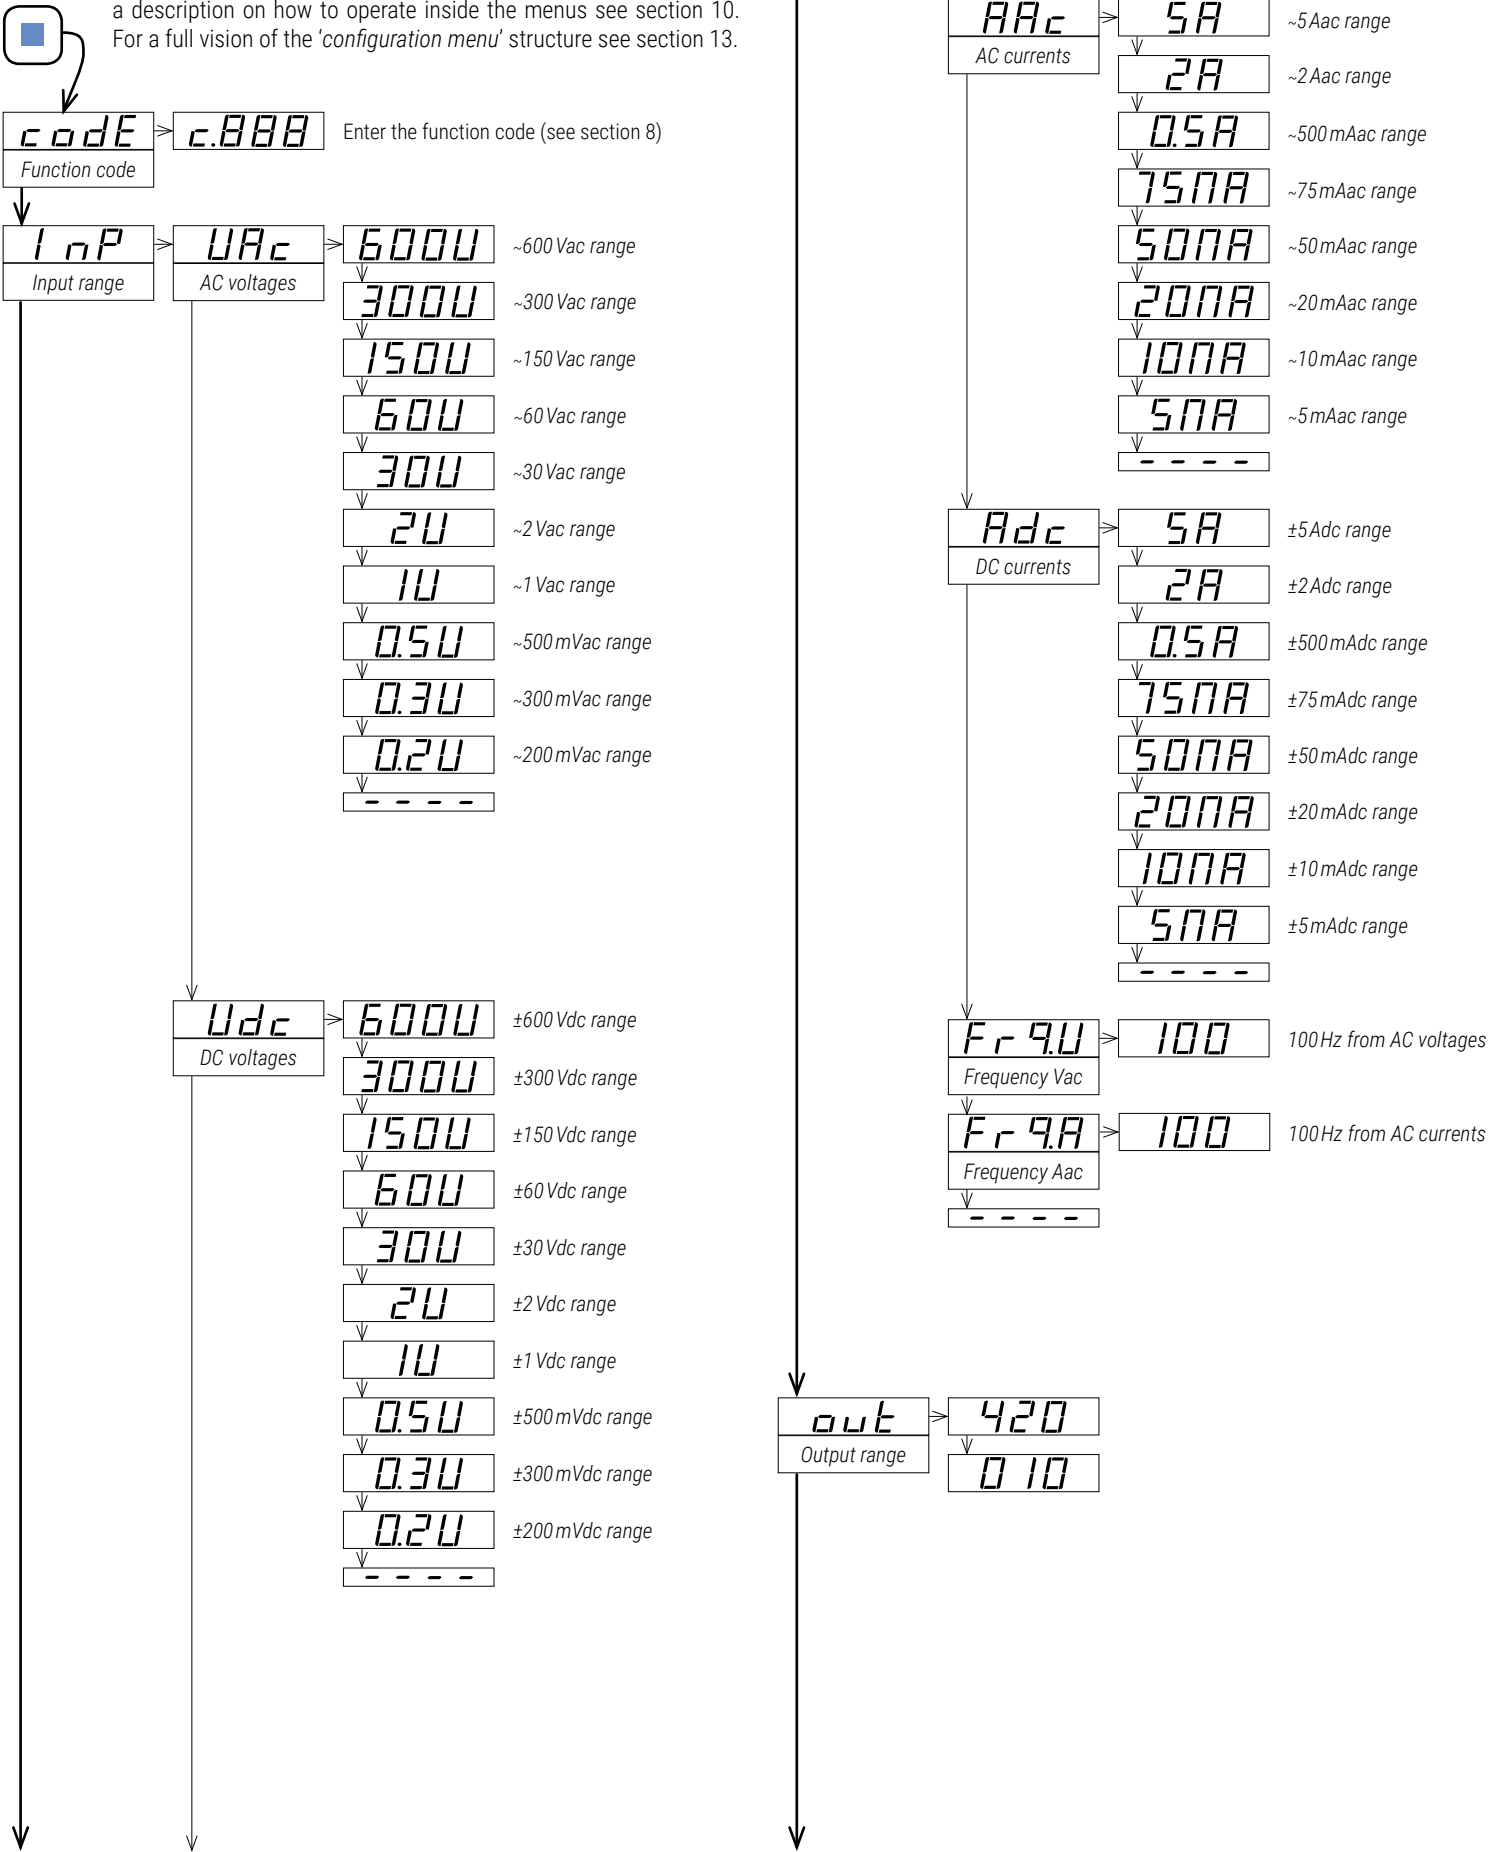 a description on how to operate inside the menus see section 10.
For a full vision of the ‘configuration menu’ structure see section 13.
codE
Function code
c.888
Enter the function code (see section 8)
InP
Input range
UAc
AC voltages
600U
~600 Vac range
300U
~300 Vac range
150U
~150 Vac range
60U
~60 Vac range
30U
~30 Vac range
2U
~2 Vac range
1U
~1 Vac range
0.5U
~500 mVac range
0.3U
~300 mVac range
0.2U
~200 mVac range
- - - -
Udc
DC voltages
600U
±600 Vdc range
300U
±300 Vdc range
150U
±150 Vdc range
60U
±60 Vdc range
30U
±30 Vdc range
2U
±2 Vdc range
1U
±1 Vdc range
0.5U
±500 mVdc range
0.3U
±300 mVdc range
0.2U
±200 mVdc range
- - - -
AAc
AC currents
5A
~5 Aac range
2A
~2 Aac range
0.5A
~500 mAac range
75MA
~75 mAac range
50MA
~50 mAac range
20MA
~20 mAac range
10MA
~10 mAac range
5MA
~5 mAac range
- - - -
Adc
DC currents
5A
±5 Adc range
2A
±2 Adc range
0.5A
±500 mAdc range
75MA
±75 mAdc range
50MA
±50 mAdc range
20MA
±20 mAdc range
10MA
±10 mAdc range
5MA
±5 mAdc range
- - - -
Frq.U
Frequency Vac
100
100 Hz from AC voltages
Frq.A
Frequency Aac
100
100 Hz from AC currents
- - - -
out
Output range
420
010